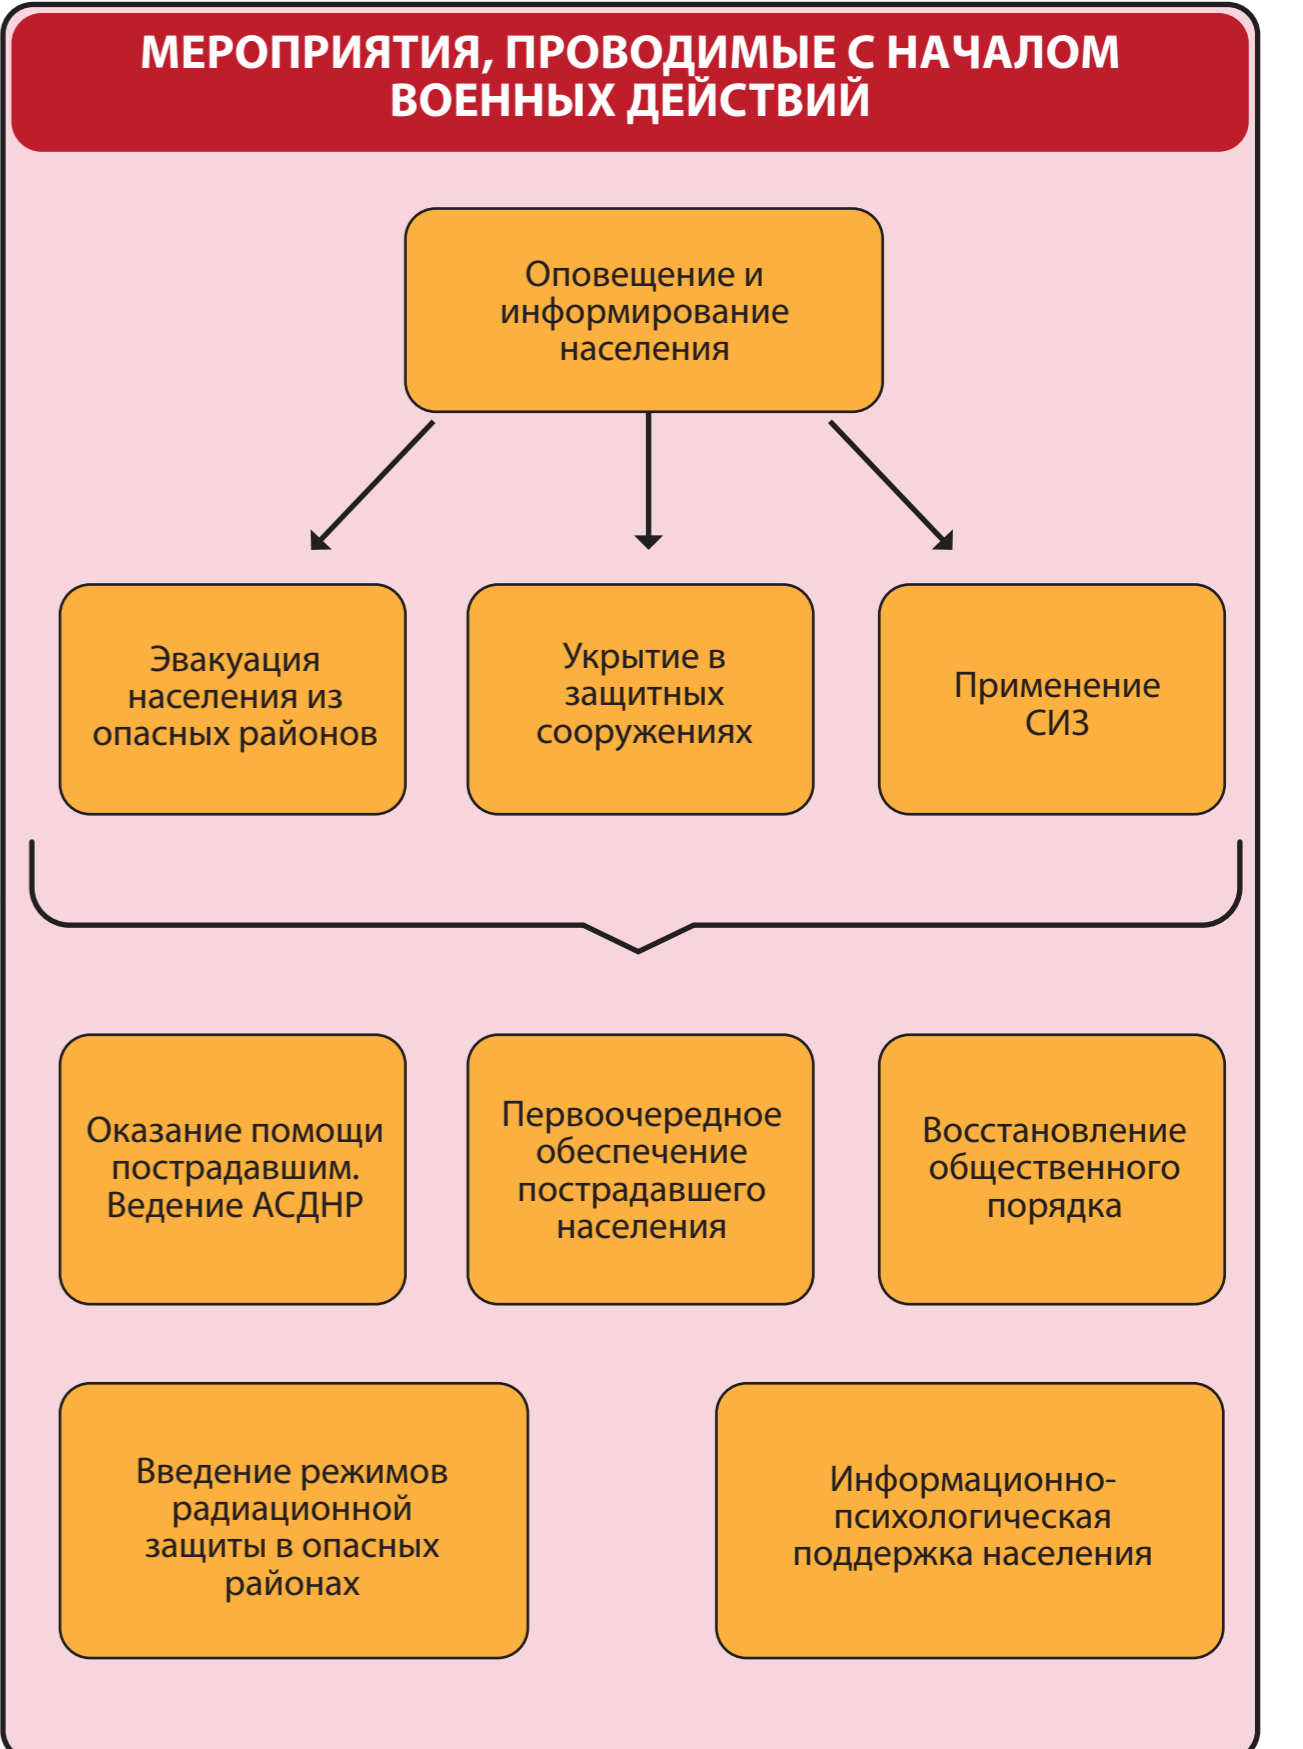 МЕРОПРИЯТИЯ, ПРОВОДИМЫЕ С НАЧАЛОМ
ВОЕННЫХ ДЕЙСТВИЙ
Оповещение и
информирование
населения
Эвакуация
населения из
опасных районов
Укрытие в
защитных
сооружениях
Применение
СИЗ
Оказание помощи
пострадавшим.
Ведение АСДНР
Первоочередное
обеспечение
пострадавшего
населения
Восстановление
общественного
порядка
Введение режимов
радиационной
защиты в опасных
районах
Информационно-
психологическая
поддержка населения